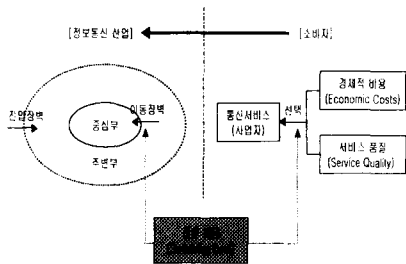 [정보통신 산업]
[소비자]
진입장벽
이동장벽
중심부
주변부
통신서비스
(사업자)
선택
경제적 비용
(Economic Costs)
서비스 품질
(Service Quality)